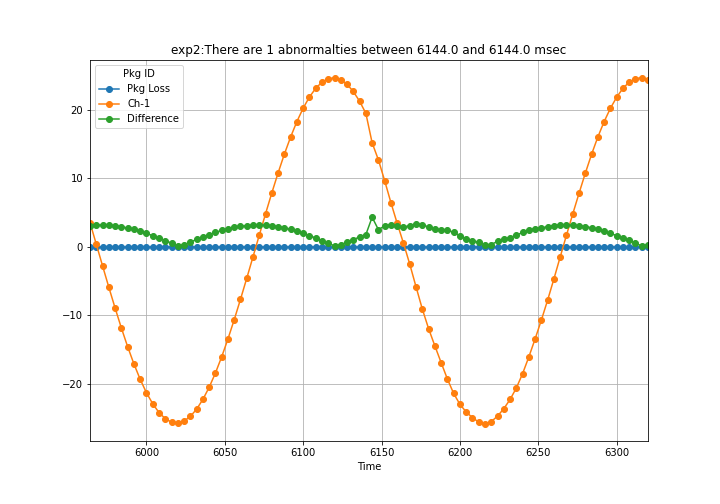 exp2:There are 1 abnormalties between 6144.0 and 6144.0 msec
Pkg ID
Pkg Loss
Ch-1
Difference
20
10
0
−10
−20
6000 6050 6100 6150 6200 6250 6300
Time